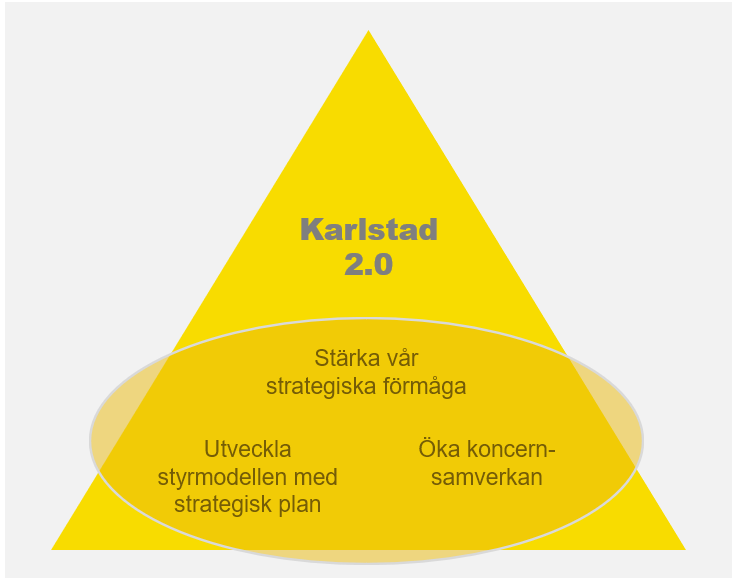 Karlstad
2.0
Stärka vår
strategiska förmåga
Utveckla
styrmodellen med
strategisk plan
Öka koncern-
samverkan